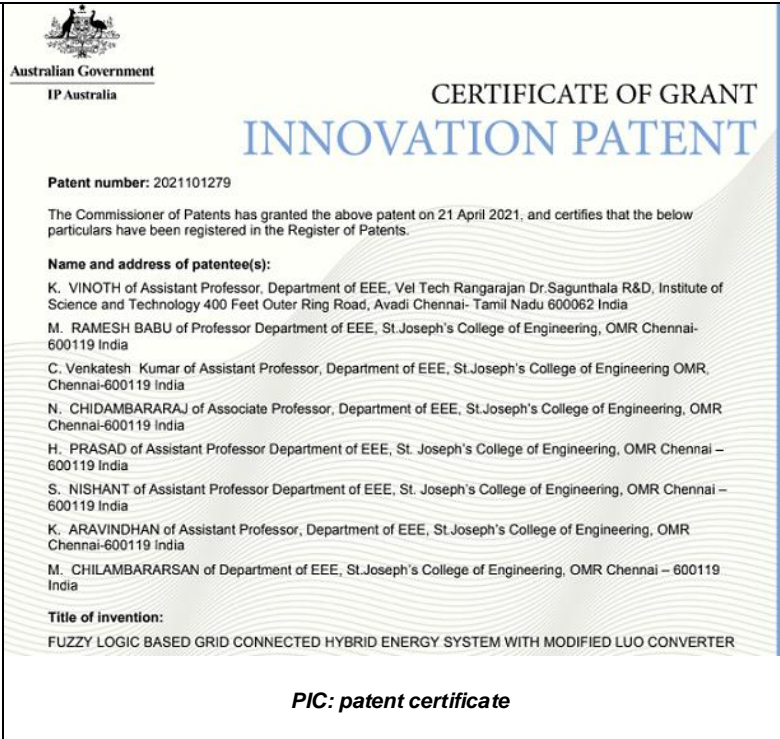 Australian Government
IP Australia
CERTIFICATE OF GRANT
INNOVATION PATENT
Patent number: 2021101279
The Commissioner of Patents has granted the above patent on 21 April 2021, and certifies that the below
particulars have been registered in the Register of Patents.
Name and address of patentee(s):
K. VINOTH of Assistant Professor, Department of EEE, Vel Tech Rangarajan Dr.Sagunthala R&D, Institute of
Science and Technology 400 Feet Outer Ring Road, Avadi Chennai- Tamil Nadu 600062 India
M. RAMESH BABU of Professor Department of EEE, St.Joseph's College of Engineering, OMR Chennai-
600119 India
C. Venkatesh Kumar of Assistant Professor, Department of EEE, St.Joseph's College of Engineering OMR,
Chennai-600119 India
N. CHIDAMBARARAJ of Associate Professor, Department of EEE, St.Joseph's College of Engineering, OMR
Chennai-600119 India
H. PRASAD of Assistant Professor Department of EEE, St. Joseph's College of Engineering, OMR Chennai –
600119 India
S. NISHANT of Assistant Professor Department of EEE, St. Joseph's College of Engineering, OMR Chennai –
600119 India
K. ARAVINDHAN of Assistant Professor, Department of EEE, St.Joseph's College of Engineering, OMR
Chennai-600119 India
M. CHILAMBARARSAN of Department of EEE, St.Joseph's College of Engineering, OMR Chennai – 600119
India
Title of invention:
FUZZY LOGIC BASED GRID CONNECTED HYBRID ENERGY SYSTEM WITH MODIFIED LUO CONVERTER
PIC: patent certificate